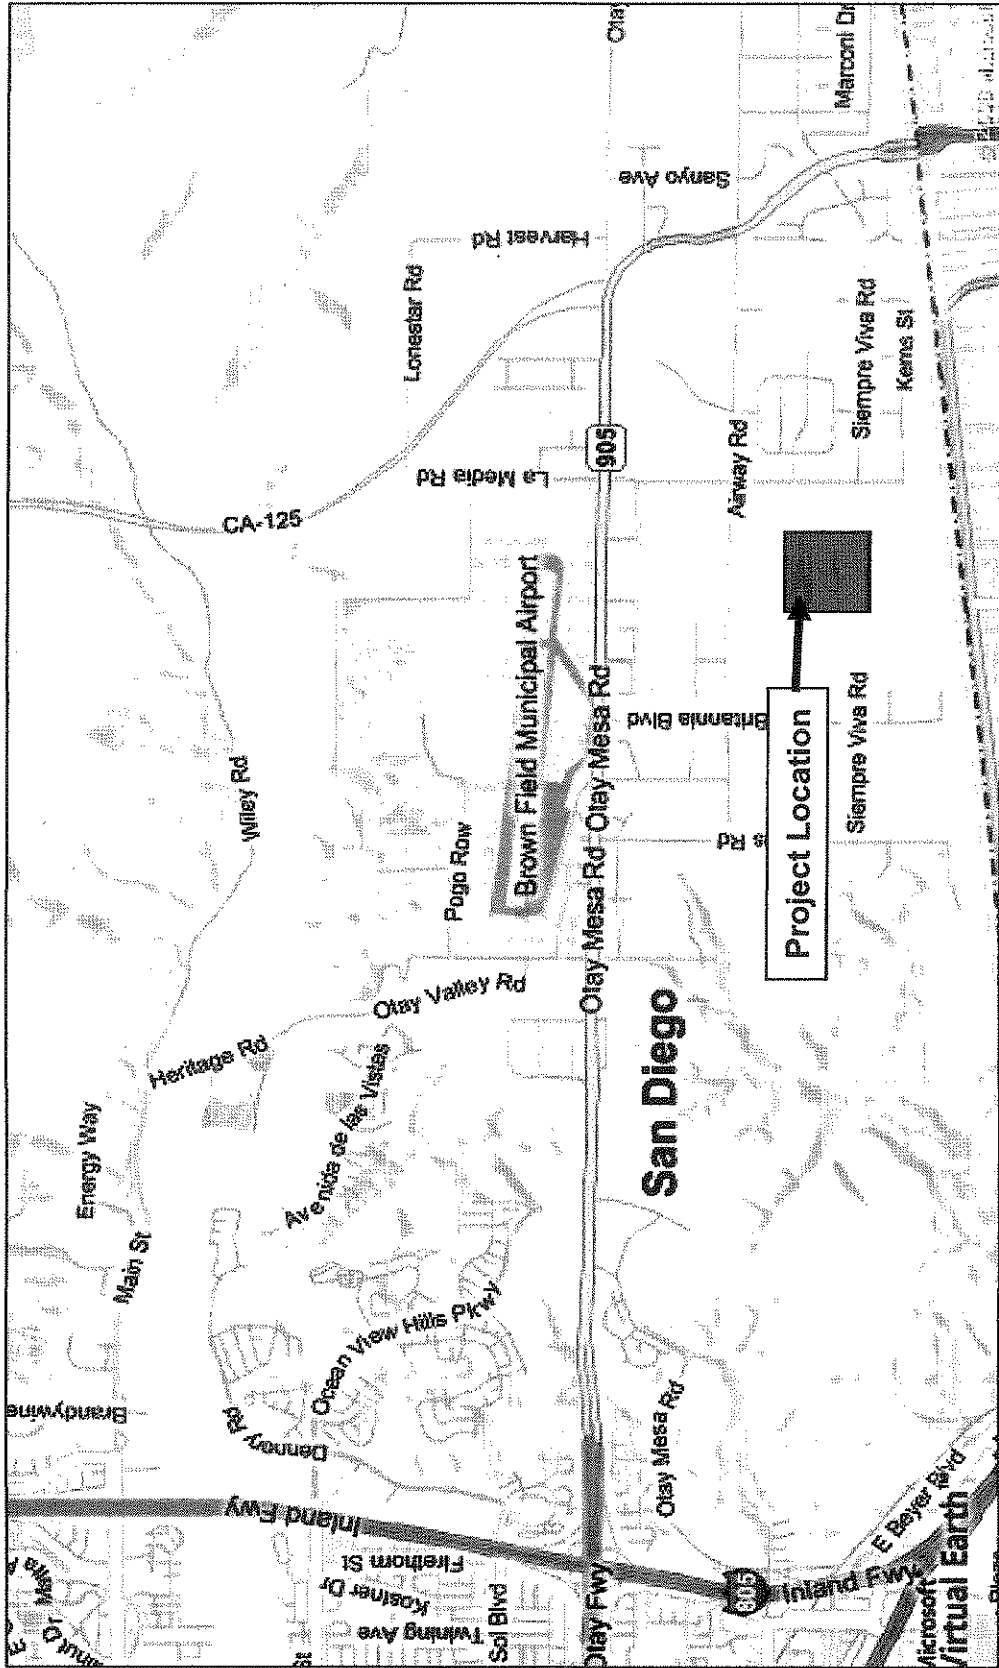 Brandywine
Main St
Energy Way
Heritage Rd
Wiley Rd
CA-125
Dennery Rd
Ocean View Hills Pkwy
Avenida de las Vistas
Otay Valley Rd
Pogo Row
Lonestar Rd
Harvest Rd
La Media Rd
Brown Field Municipal Airport
Inland Fwy
Firethorn St
Kostner Dr
Twining Ave
Sol Blvd
St
Otay Fwy
Otay Mesa Rd
Otay Mesa Rd
905
Sanyo Ave
Otay Mesa Rd
San Diego
Britannia Blvd
Airway Rd
s Rd
Project Location
Siempre Viva Rd
Siempre Viva Rd
Kerns St
Marconi Dr
805
Inland Fwy
E Beyer Blvd
Microsoft
Virtual Earth